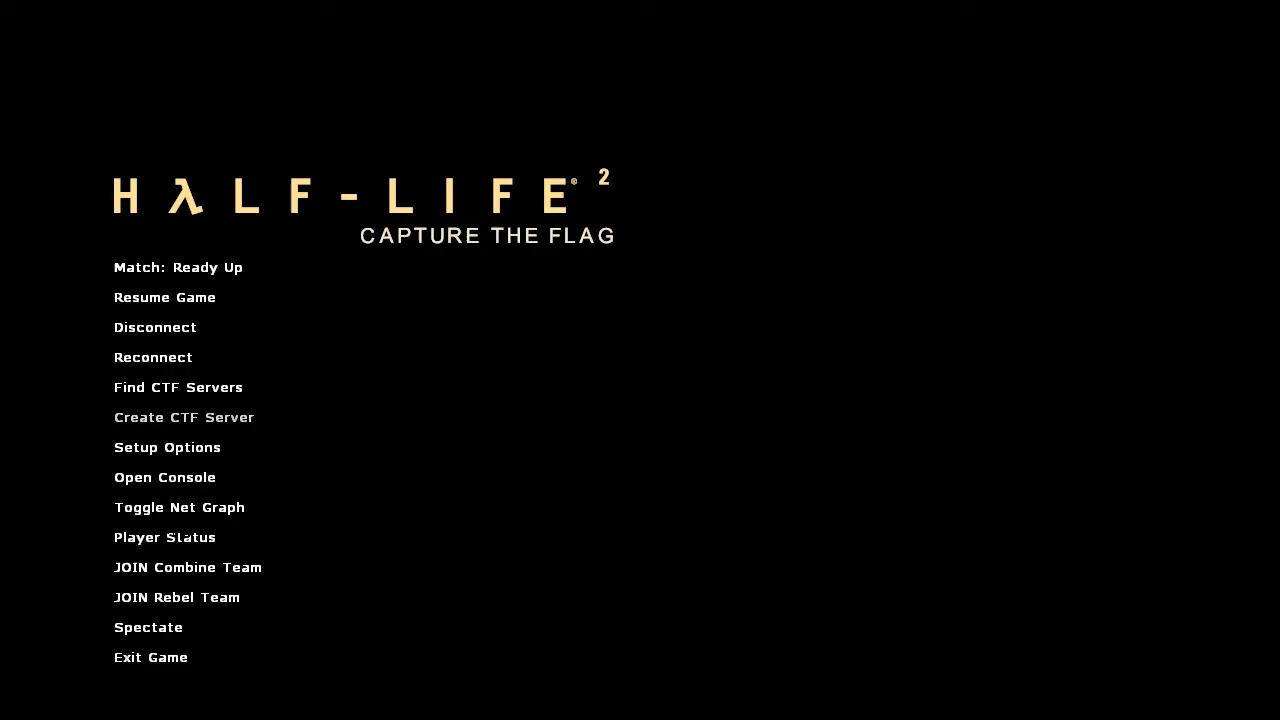 HλLF-LIFE® 2
CAPTURE THE FLAG
Match: Ready Up
Resume Game
Disconnect
Reconnect
Find CTF Servers
Create CTF Server
Setup Options
Open Console
Toggle Net Graph
Player Status
JOIN Combine Team
JOIN Rebel Team
Spectate
Exit Game